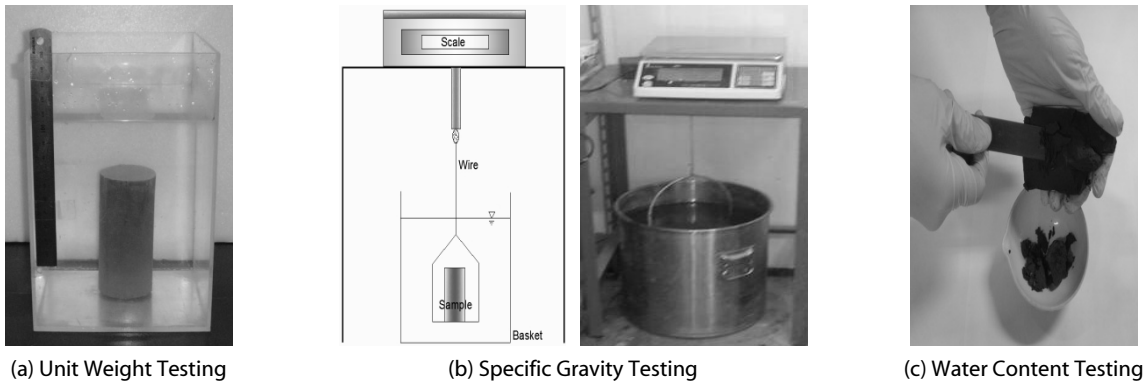 Scale
Wire
Sample
Basket
(a) Unit Weight Testing
(b) Specific Gravity Testing
(c) Water Content Testing